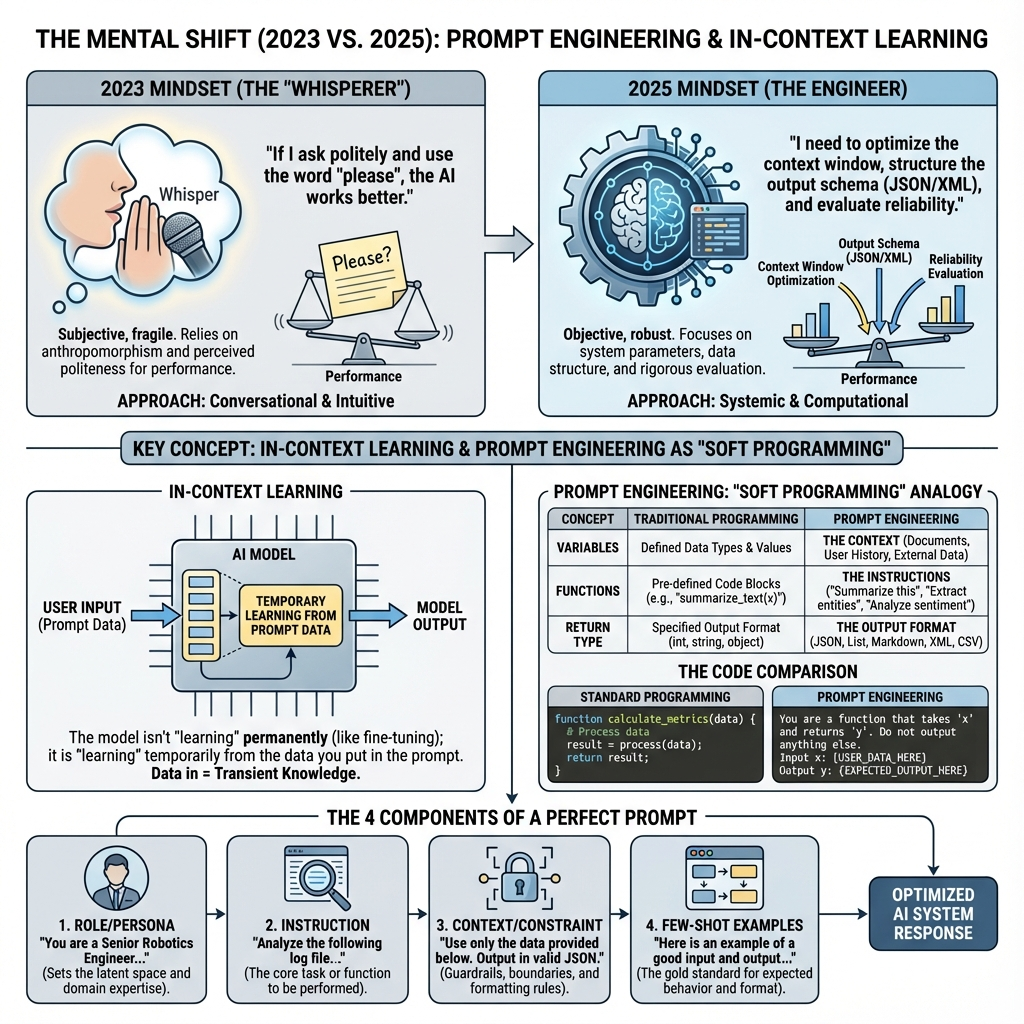 THE MENTAL SHIFT (2023 VS. 2025): PROMPT ENGINEERING & IN-CONTEXT LEARNING
2023 MINDSET (THE "WHISPERER")
Whisper
"If I ask politely and use
the word "please", the AI
works better."
Please?
Subjective, fragile. Relies on
anthropomorphism and perceived
politeness for performance.
Performance
APPROACH: Conversational & Intuitive
2025 MINDSET (THE ENGINEER)
"I need to optimize the
context window, structure the
output schema (JSON/XML),
and evaluate reliability."
Context Window
Optimization
Output Schema
(JSON/XML)
Reliability
Evaluation
Objective, robust. Focuses on
system parameters, data
structure, and rigorous evaluation.
Performance
APPROACH: Systemic & Computational
KEY CONCEPT: IN-CONTEXT LEARNING & PROMPT ENGINEERING AS "SOFT PROGRAMMING"
IN-CONTEXT LEARNING
AI MODEL
USER INPUT
(Prompt Data)
TEMPORARY
LEARNING FROM
PROMPT DATA
MODEL
OUTPUT
The model isn't "learning" permanently (like fine-tuning);
it is "learning" temporarily from the data you put in the prompt.
Data in = Transient Knowledge.
PROMPT ENGINEERING: "SOFT PROGRAMMING" ANALOGY
CONCEPT TRADITIONAL PROGRAMMING PROMPT ENGINEERING
VARIABLES
Defined Data Types & Values
THE CONTEXT (Documents,
User History, External Data)
FUNCTIONS
Pre-defined Code Blocks
(e.g., "summarize_text(x)")
THE INSTRUCTIONS
("Summarize this", "Extract
entities", "Analyze sentiment")
RETURN
TYPE
Specified Output Format
(int, string, object)
THE OUTPUT FORMAT
(JSON, List, Markdown, XML, CSV)
THE CODE COMPARISON
STANDARD PROGRAMMING
function calculate_metrics(data) {
# Process data
result = process(data);
return result;
}
PROMPT ENGINEERING
You are a function that takes 'x'
and returns 'y'. Do not output
anything else.
Input x: [USER_DATA_HERE]
Output y: {EXPECTED_OUTPUT_HERE}
THE 4 COMPONENTS OF A PERFECT PROMPT
1. ROLE/PERSONA
"You are a Senior Robotics
Engineer..."
(Sets the latent space and
domain expertise).
2. INSTRUCTION
"Analyze the following
log file..."
(The core task or function
to be performed).
3. CONTEXT/CONSTRAINT
"Use only the data provided
below. Output in valid JSON."
(Guardrails, boundaries, and
formatting rules).
4. FEW-SHOT EXAMPLES
"Here is an example of a
good input and output..."
(The gold standard for expected
behavior and format).
OPTIMIZED
AI SYSTEM
RESPONSE